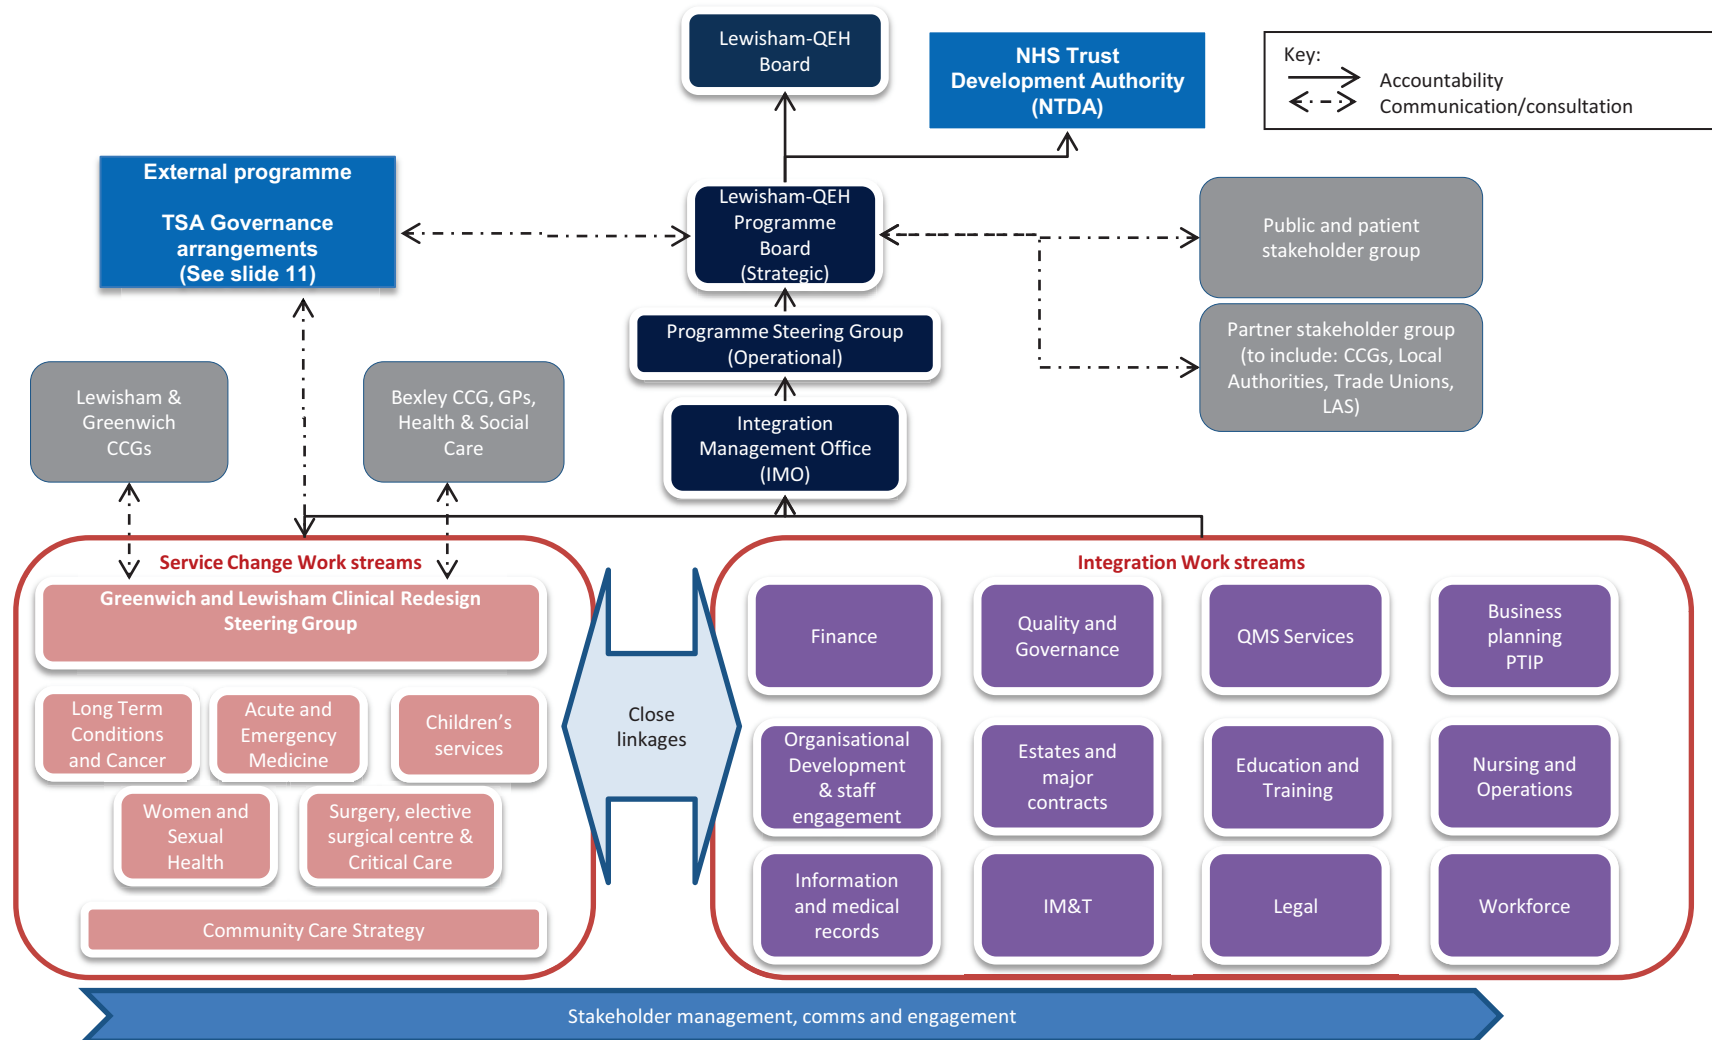 Lewisham-QEH
Board
NHS Trust
Development Authority
(NTDA)
Key:
Accountability
Communication/consultation
External programme
TSA Governance
arrangements
(See slide 11)
Lewisham-QEH
Programme
Board
(Strategic)
Public and patient
stakeholder group
Programme Steering Group
(Operational)
Partner stakeholder group
(to include: CCGs, Local
Authorities, Trade Unions,
LAS)
Lewisham &
Greenwich
CCGs
Bexley CCG, GPs,
Health & Social
Care
Integration
Management Office
(IMO)
Service Change Work streams
Greenwich and Lewisham Clinical Redesign
Steering Group
Long Term
Conditions
and Cancer
Acute and
Emergency
Medicine
Children’s
services
Women and
Sexual
Health
Surgery, elective
surgical centre &
Critical Care
Community Care Strategy
Close
linkages
Integration Work streams
Finance
Quality and
Governance
QMS Services
Business
planning
PTIP
Organisational
Development
& staff
engagement
Estates and
major
contracts
Education and
Training
Nursing and
Operations
Information
and medical
records
IM&T
Legal
Workforce
Stakeholder management, comms and engagement